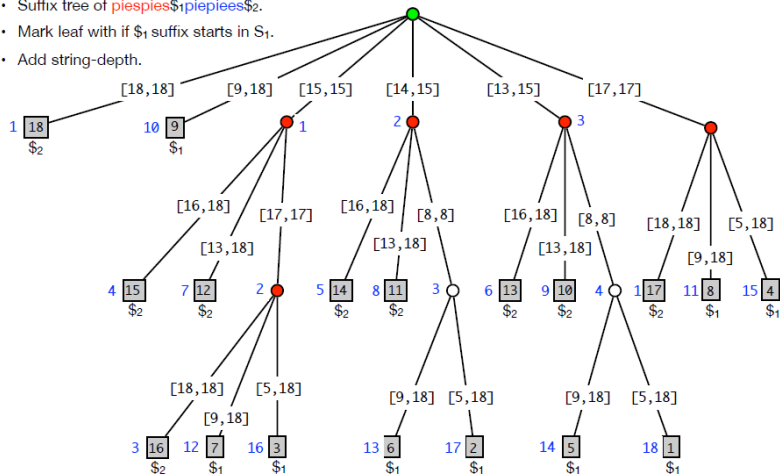 • Suffix tree of piespies$₁piepiees$₂.
• Mark leaf with if $₁ suffix starts in S₁.
• Add string-depth.
[18,18] [9,18] [15,15] [14,15] [13,15] [17,17]
1 18 10 9 1 2 3
$₂ $₁
[16,18] [13,18] [17,17] [16,18] [13,18] [8,8] [16,18] [13,18] [8,8] [18,18] [9,18] [5,18]
4 15 7 12 2 5 14 8 11 3 6 13 9 10 4 1 17 11 8 15 4
$₂ $₂ $₂ $₂ $₂ $₂ $₂ $₁ $₁
[18,18] [9,18] [5,18] [9,18] [5,18] [9,18] [5,18]
3 16 12 7 16 3 13 6 17 2 14 5 18 1
$₂ $₁ $₁ $₁ $₁ $₁ $₁